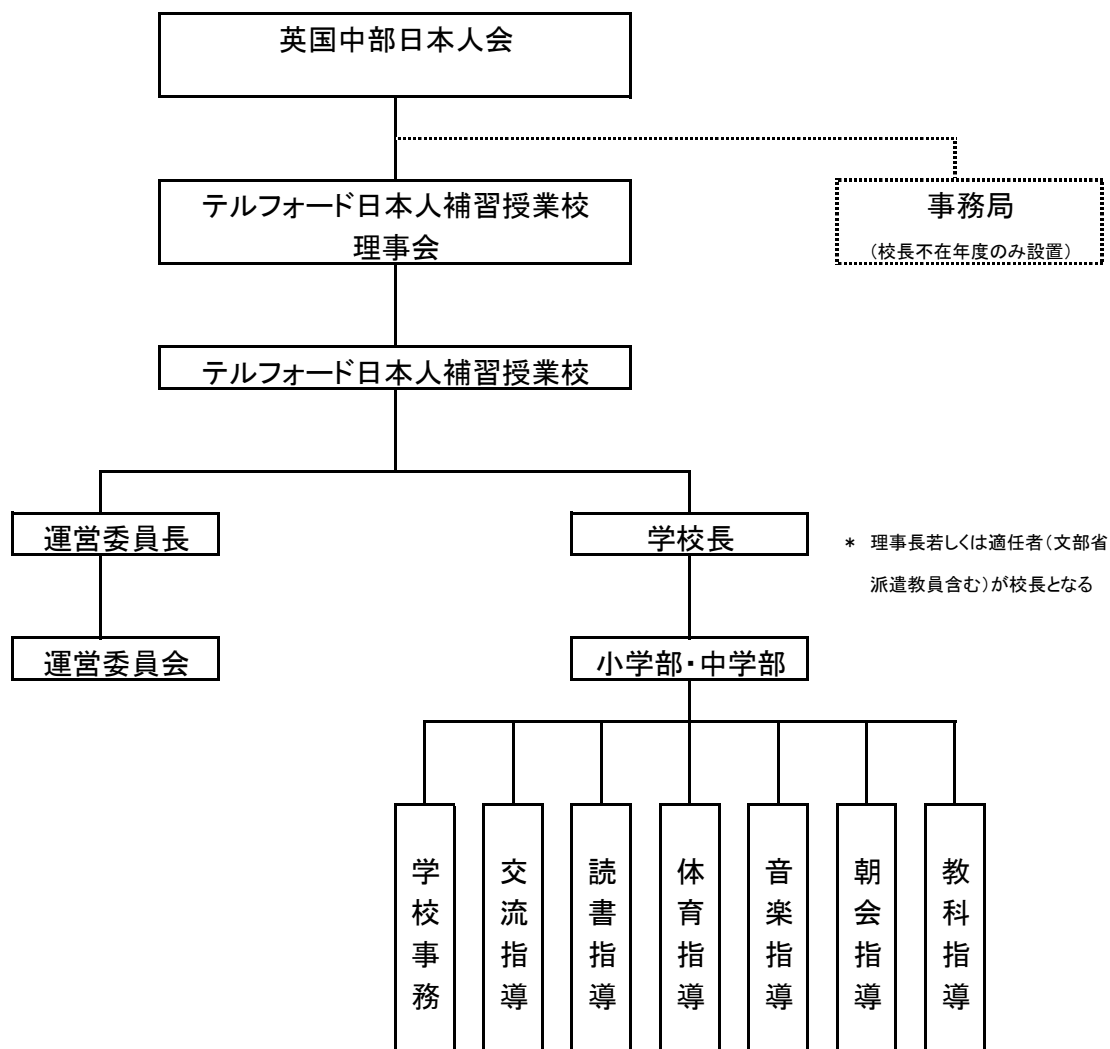 英国中部日本人会
テルフォード日本人補習授業校
理事会
事務局
(校長不在年度のみ設置)
テルフォード日本人補習授業校
運営委員長
学校長
* 理事長若しくは適任者(文部省
派遣教員含む)が校長となる
運営委員会
小学部・中学部
学校事務
交流指導
読書指導
体育指導
音楽指導
朝会指導
教科指導